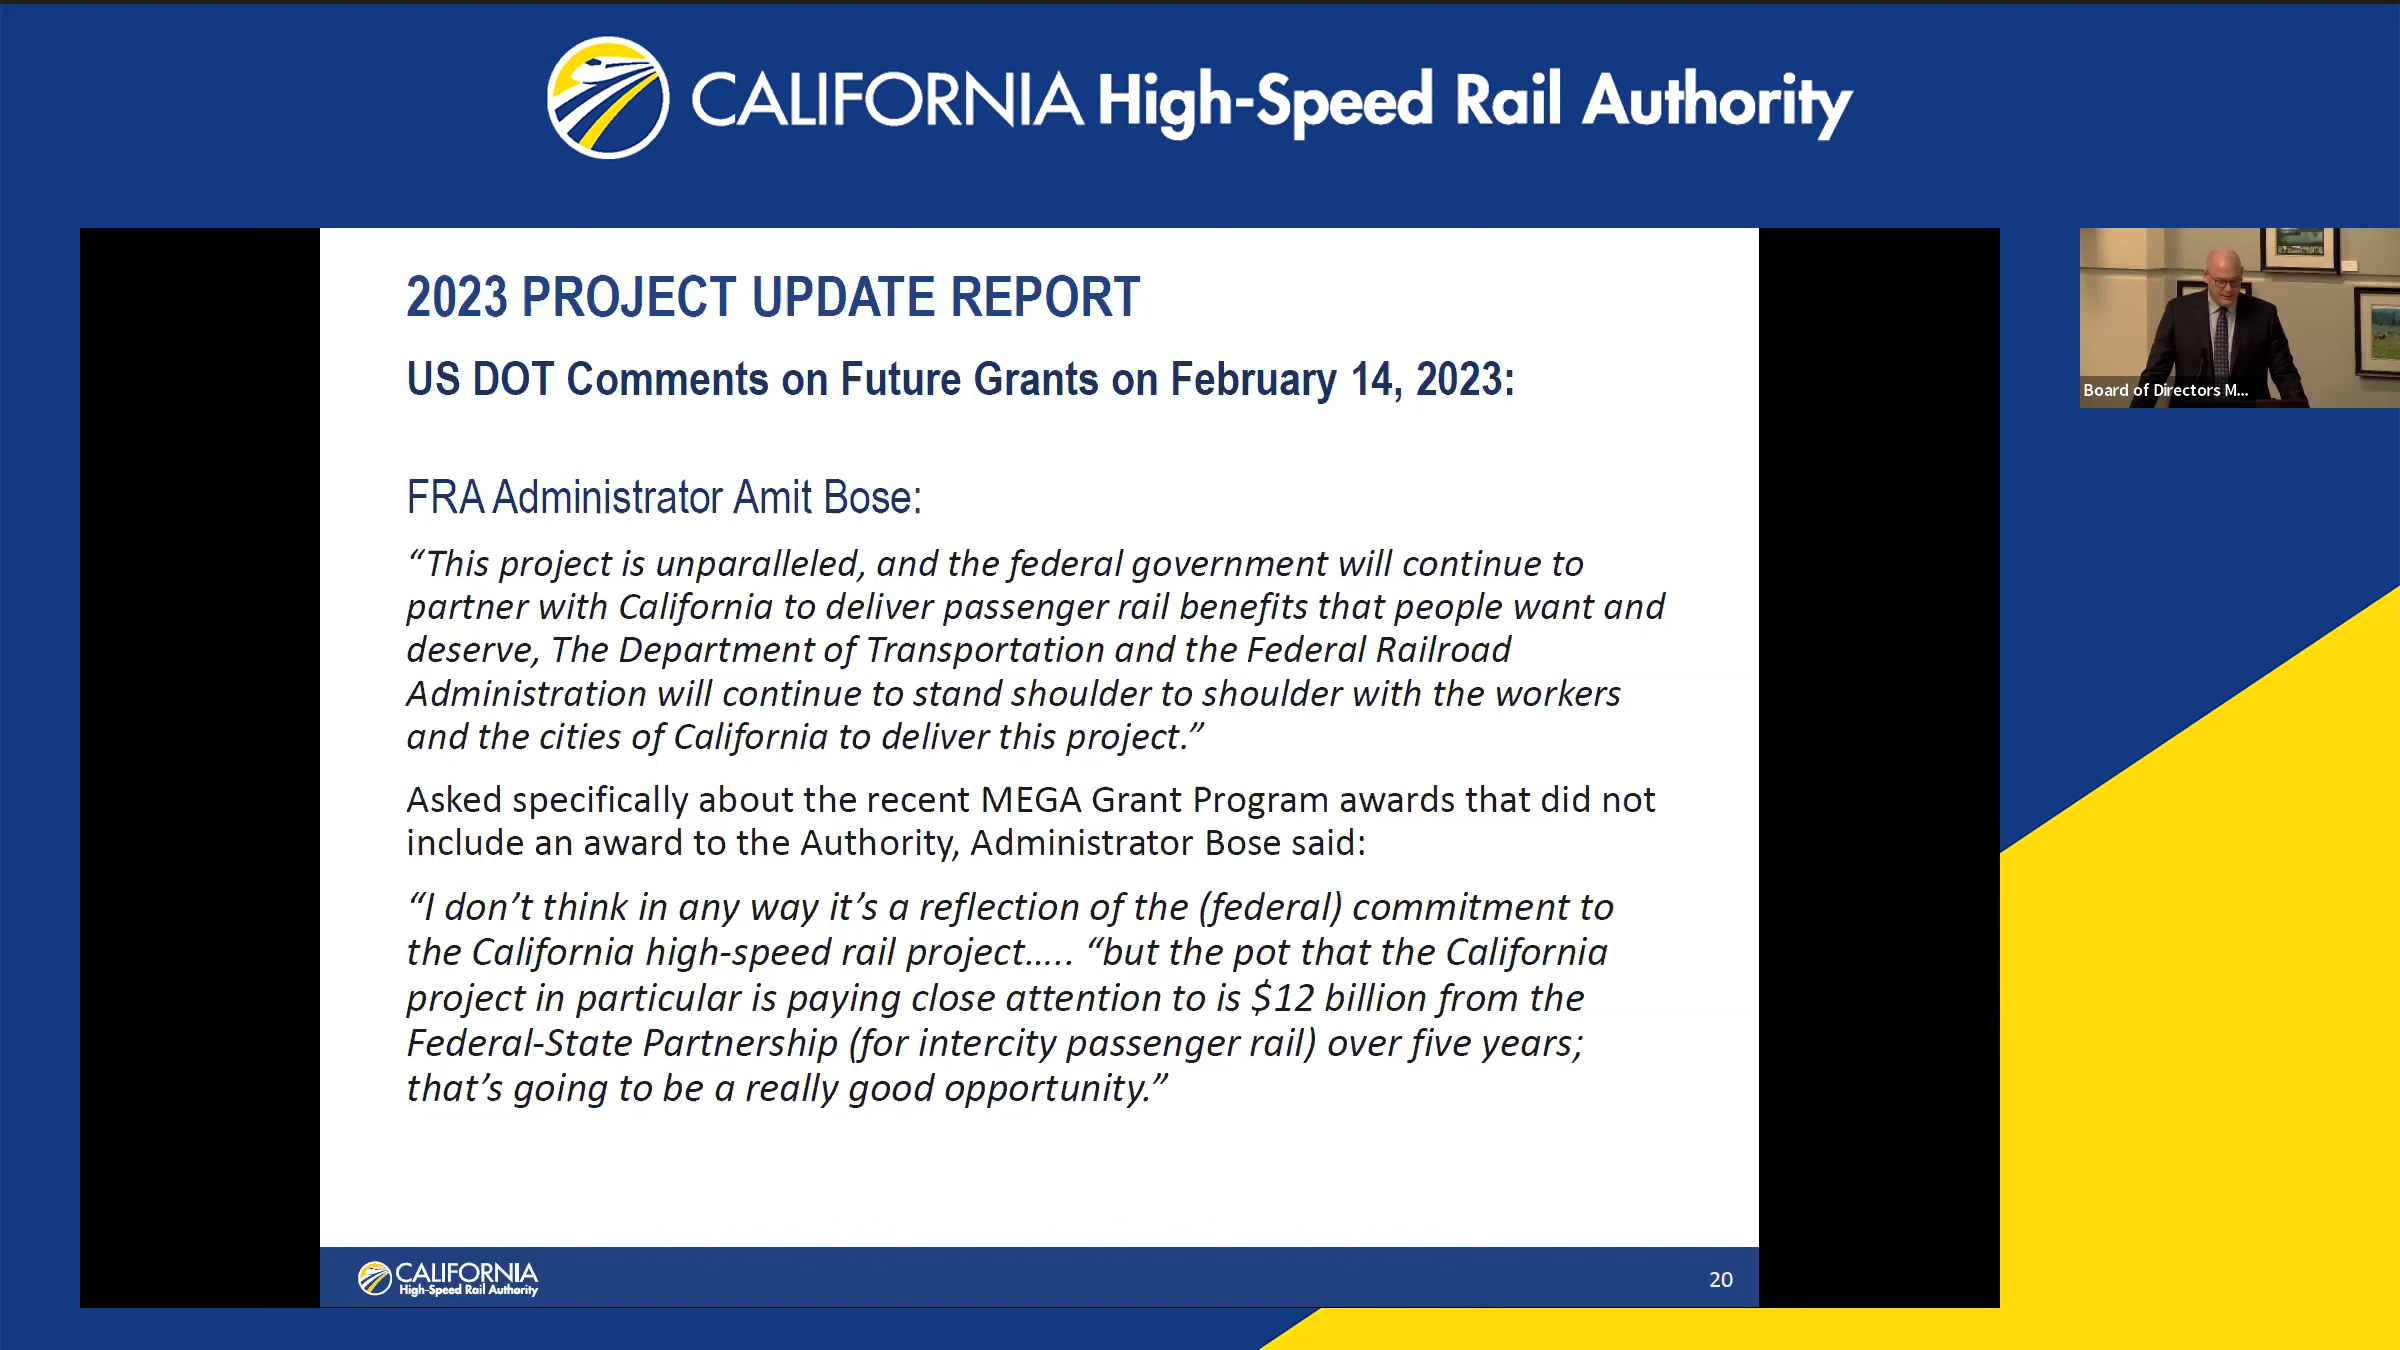 CALIFORNIA High-Speed Rail Authority
2023 PROJECT UPDATE REPORT
US DOT Comments on Future Grants on February 14, 2023:
FRA Administrator Amit Bose:
“This project is unparalleled, and the federal government will continue to
partner with California to deliver passenger rail benefits that people want and
deserve, The Department of Transportation and the Federal Railroad
Administration will continue to stand shoulder to shoulder with the workers
and the cities of California to deliver this project.”
Asked specifically about the recent MEGA Grant Program awards that did not
include an award to the Authority, Administrator Bose said:
“I don’t think in any way it’s a reflection of the (federal) commitment to
the California high-speed rail project..... “but the pot that the California
project in particular is paying close attention to is $12 billion from the
Federal-State Partnership (for intercity passenger rail) over five years;
that’s going to be a really good opportunity.”
CALIFORNIA
High-Speed Rail Authority
20
Board of Directors M...